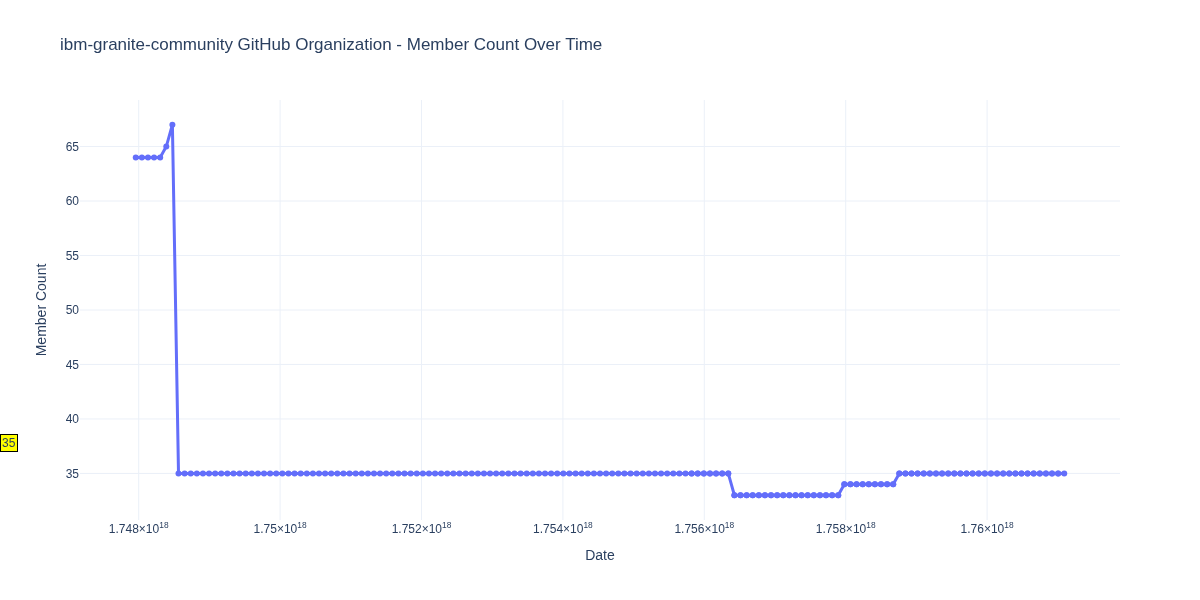 ibm-granite-community GitHub Organization - Member Count Over Time
65
60
55
50
45
40
35
Member Count
35
1.748×10¹⁸ 1.75×10¹⁸ 1.752×10¹⁸ 1.754×10¹⁸ 1.756×10¹⁸ 1.758×10¹⁸ 1.76×10¹⁸
Date